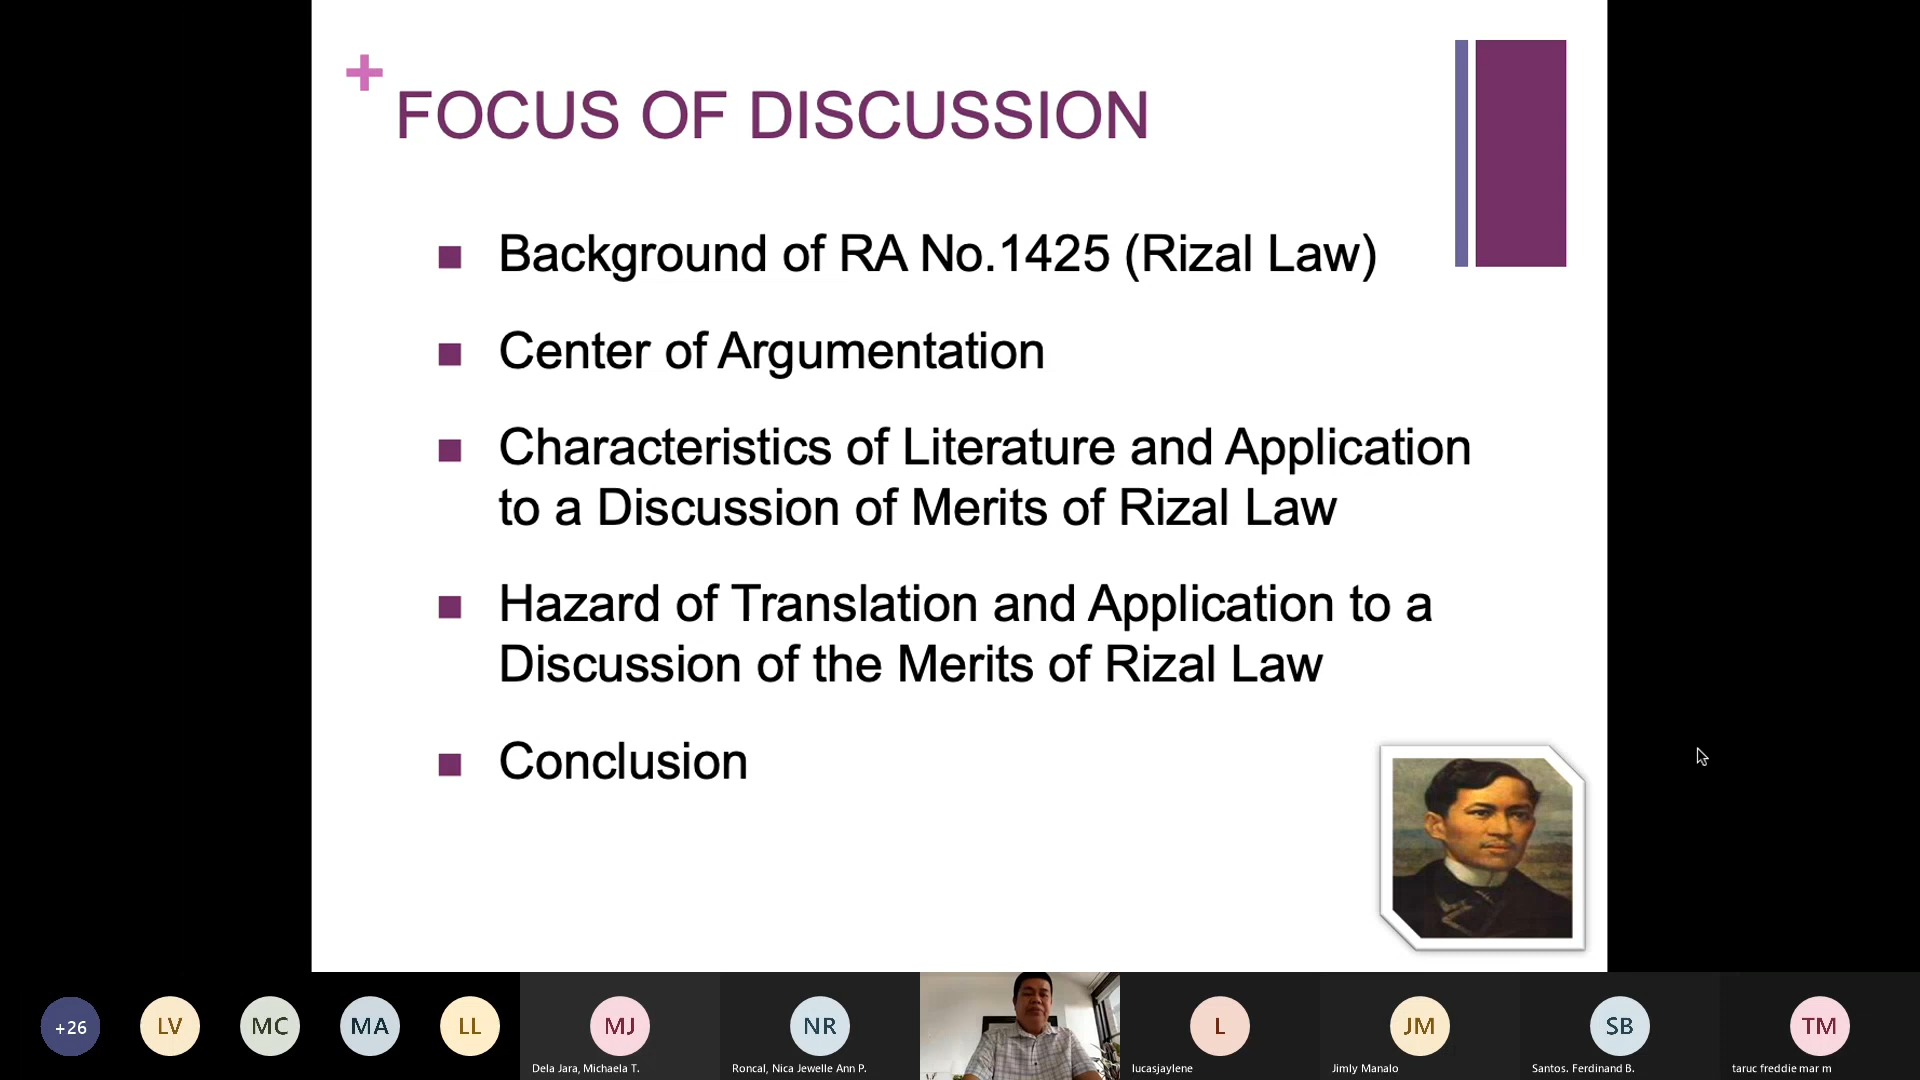 +
FOCUS OF DISCUSSION
Background of RA No.1425 (Rizal Law)
Center of Argumentation
Characteristics of Literature and Application
to a Discussion of Merits of Rizal Law
Hazard of Translation and Application to a
Discussion of the Merits of Rizal Law
Conclusion
+26
LV
MC
MA
LL
MJ
NR
L
JM
SB
TM
Dela Jara, Michaela T.
Roncal, Nica Jewelle Ann P.
lucasjaylene
Jimly Manalo
Santos. Ferdinand B.
taruc freddie mar m